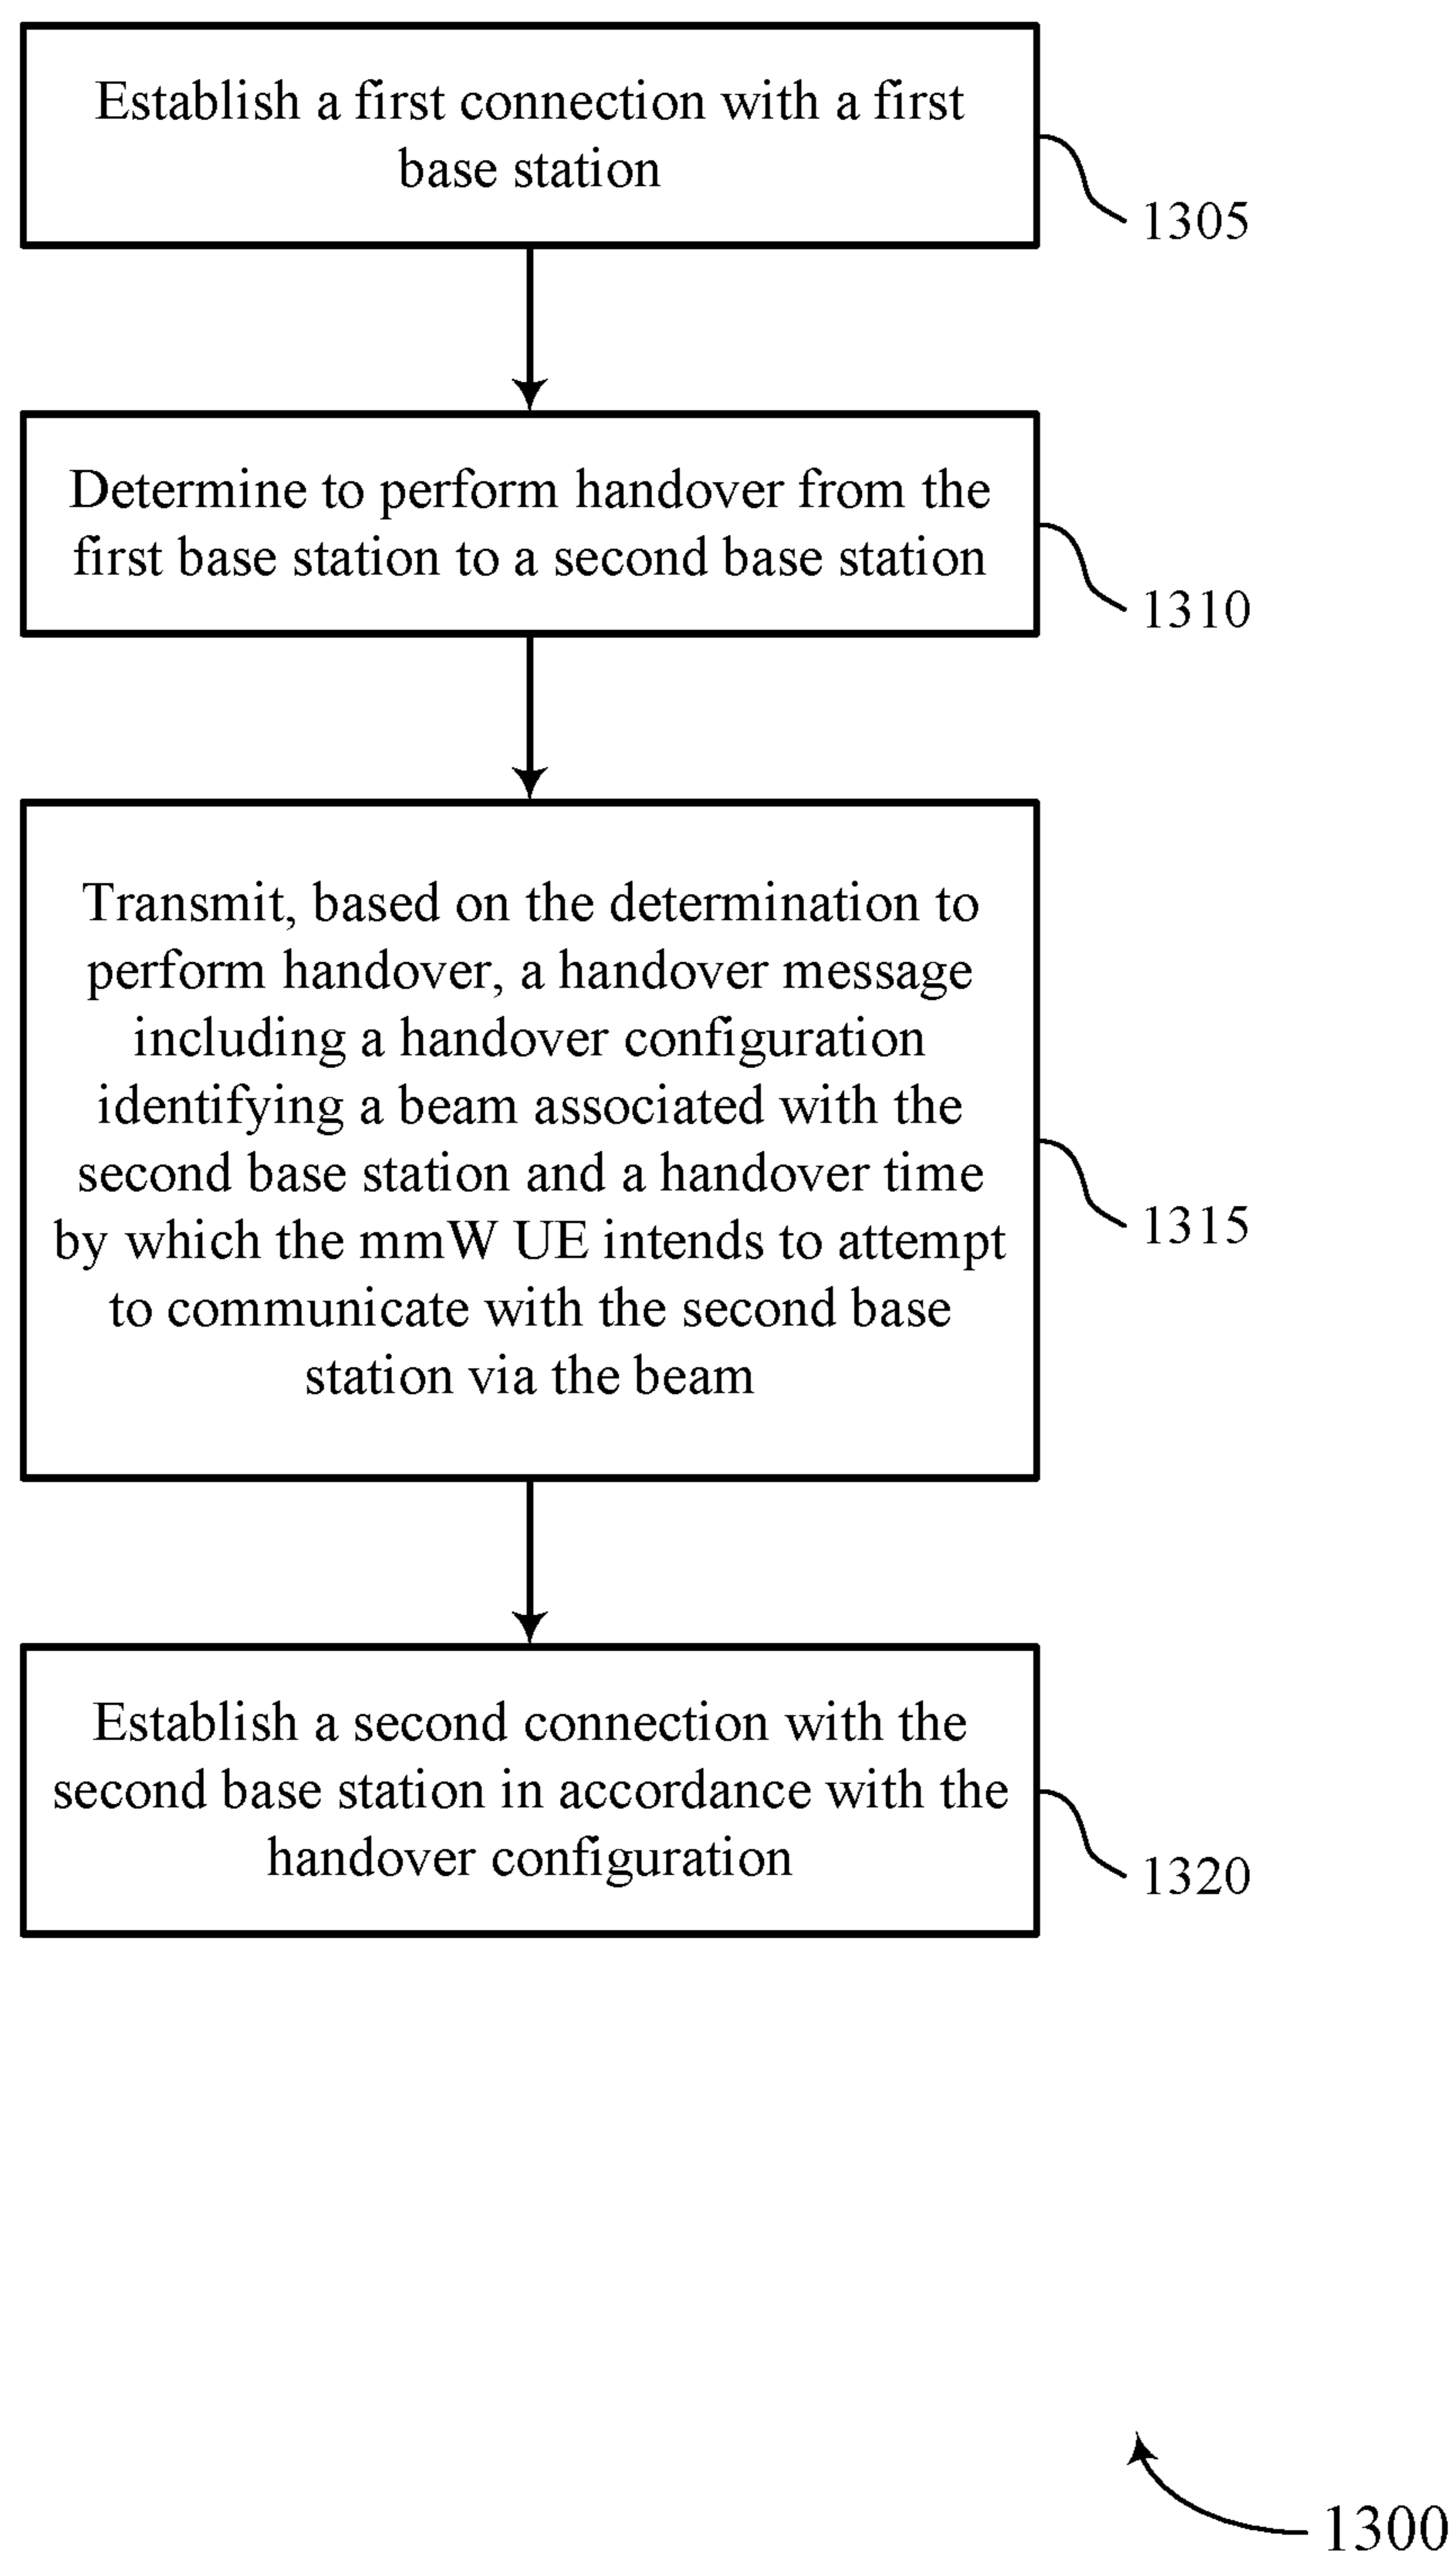 Establish a first connection with a first
base station
1305
Determine to perform handover from the
first base station to a second base station
1310
Transmit, based on the determination to
perform handover, a handover message
including a handover configuration
identifying a beam associated with the
second base station and a handover time
by which the mmW UE intends to attempt
to communicate with the second base
station via the beam
1315
Establish a second connection with the
second base station in accordance with the
handover configuration
1320
1300